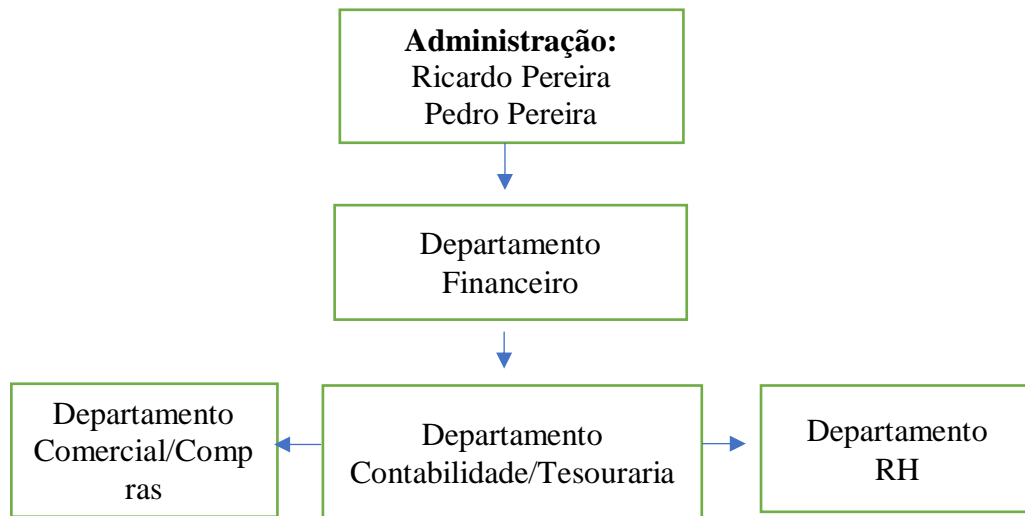 Administração:
Ricardo Pereira
Pedro Pereira
Departamento
Financeiro
Departamento
Comercial/Comp
ras
Departamento
Contabilidade/Tesouraria
Departamento
RH